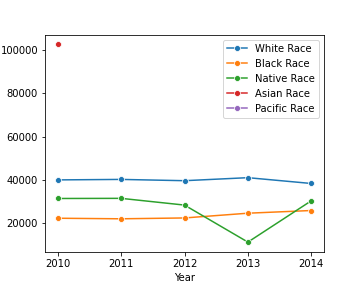 White Race
Black Race
Native Race
Asian Race
Pacific Race
100000
80000
60000
40000
20000
2010 2011 2012 2013 2014
Year